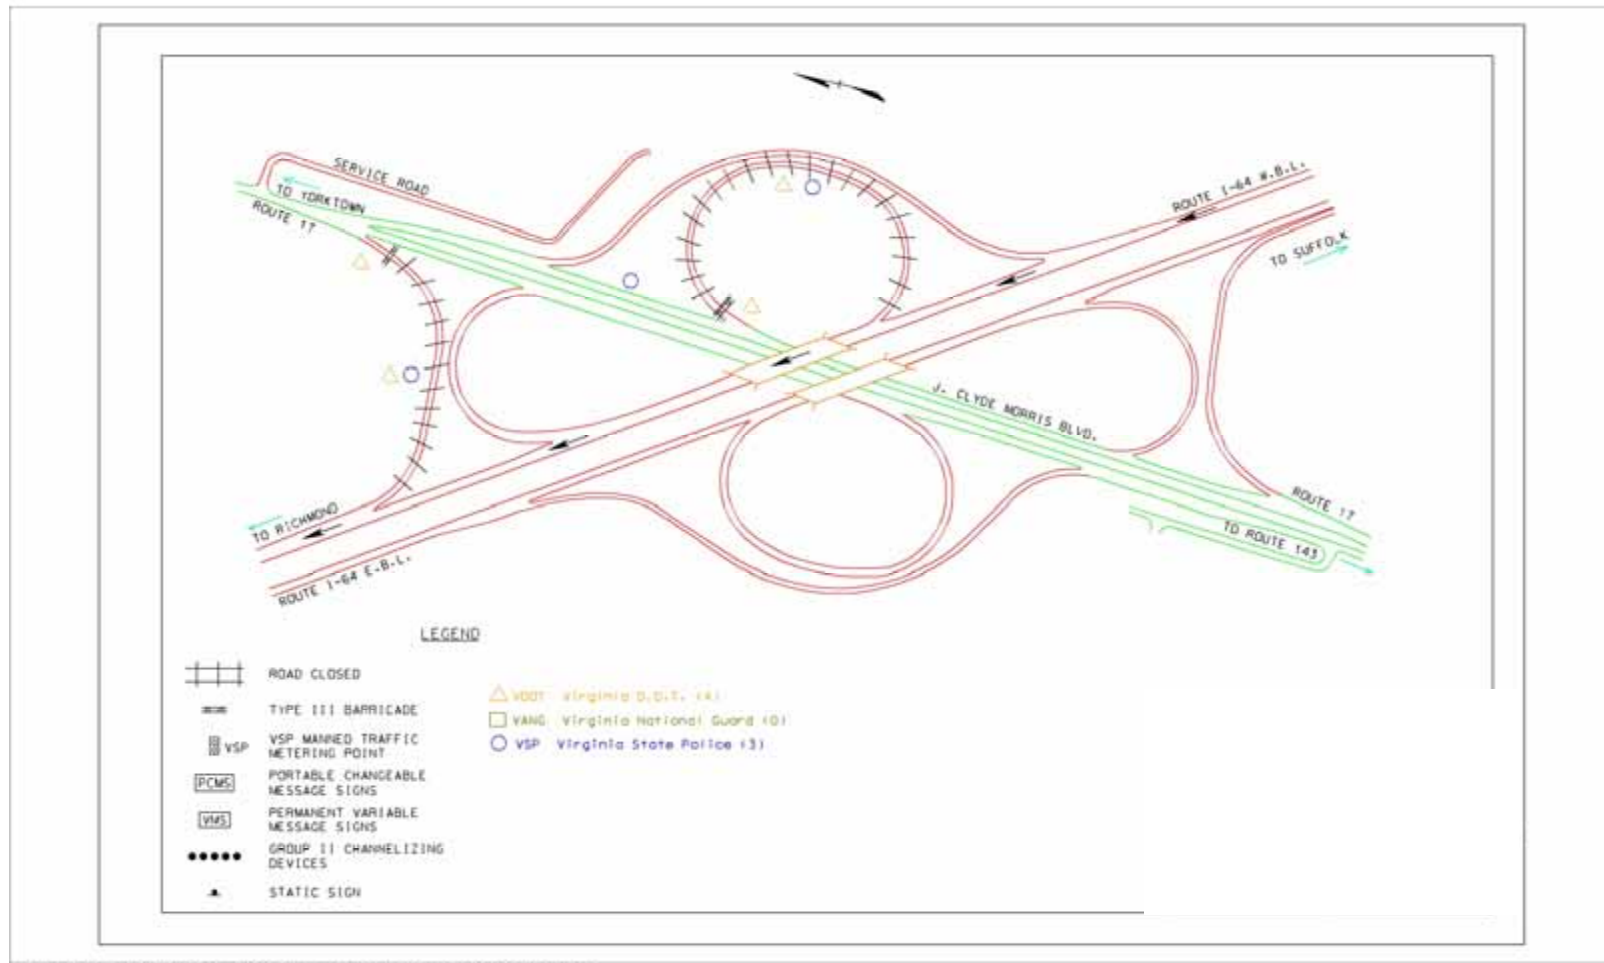 SERVICE ROAD
TO YORKTOWN
ROUTE 17
ROUTE I-64 W.B.L.
TO SUFFOLK
J. CLYDE MORRIS BLVD.
ROUTE 17
TO ROUTE 143
TO RICHMOND
ROUTE I-64 E.B.L.
LEGEND
ROAD CLOSED
TYPE III BARRICADE
VSP VSP MANNED TRAFFIC
METERING POINT
PCMS PORTABLE CHANGEABLE
MESSAGE SIGNS
VMS PERMANENT VARIABLE
MESSAGE SIGNS
GROUP II CHANNELIZING
DEVICES
STATIC SIGN
VDOT Virginia D.O.T. (4)
VANG Virginia National Guard (0)
VSP Virginia State Police (3)